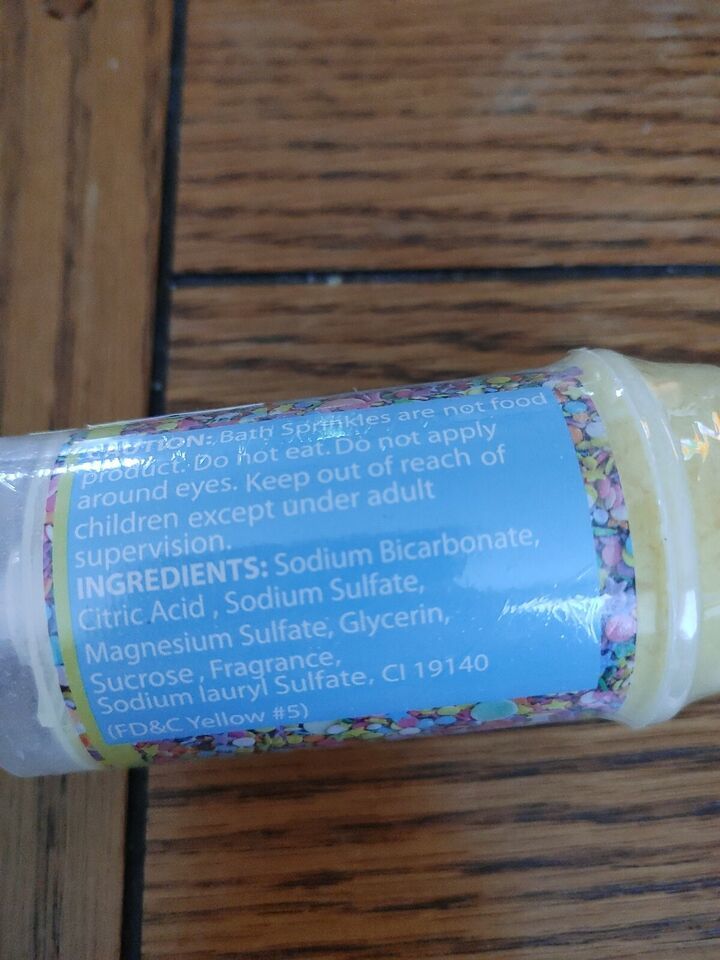 CAUTION: Bath Sprinkles are not food
product. Do not eat. Do not apply
around eyes. Keep out of reach of
children except under adult
supervision.
INGREDIENTS: Sodium Bicarbonate,
Citric Acid , Sodium Sulfate,
Magnesium Sulfate, Glycerin,
Sucrose , Fragrance,
Sodium lauryl Sulfate, CI 19140
(FD&C Yellow #5)